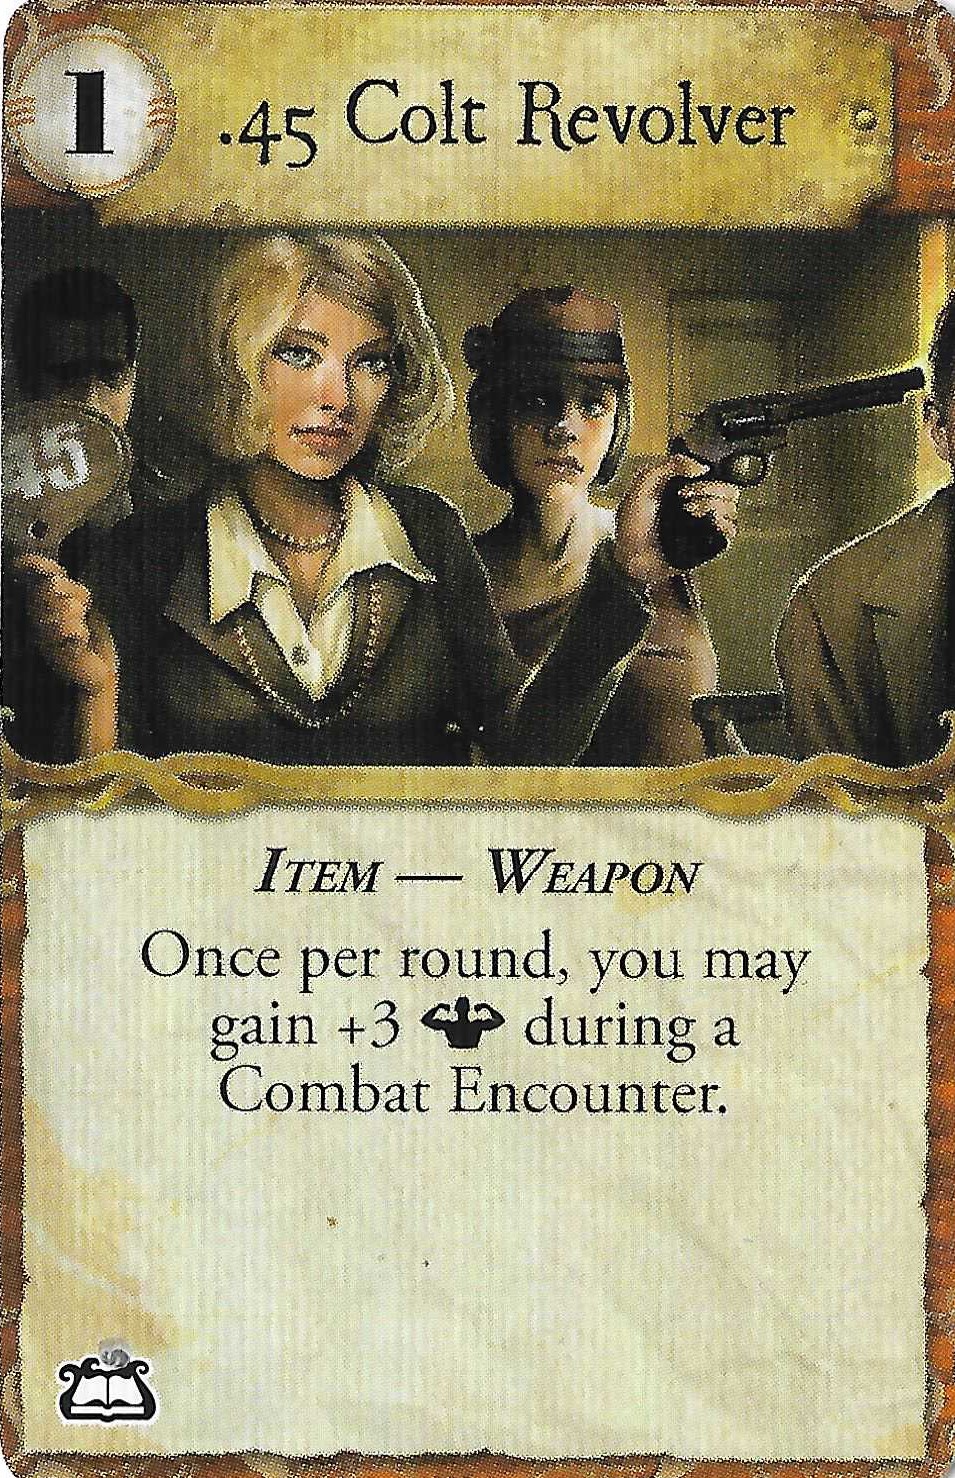 1
.45 Colt Revolver
45
ITEM — WEAPON
Once per round, you may
gain +3 during a
Combat Encounter.